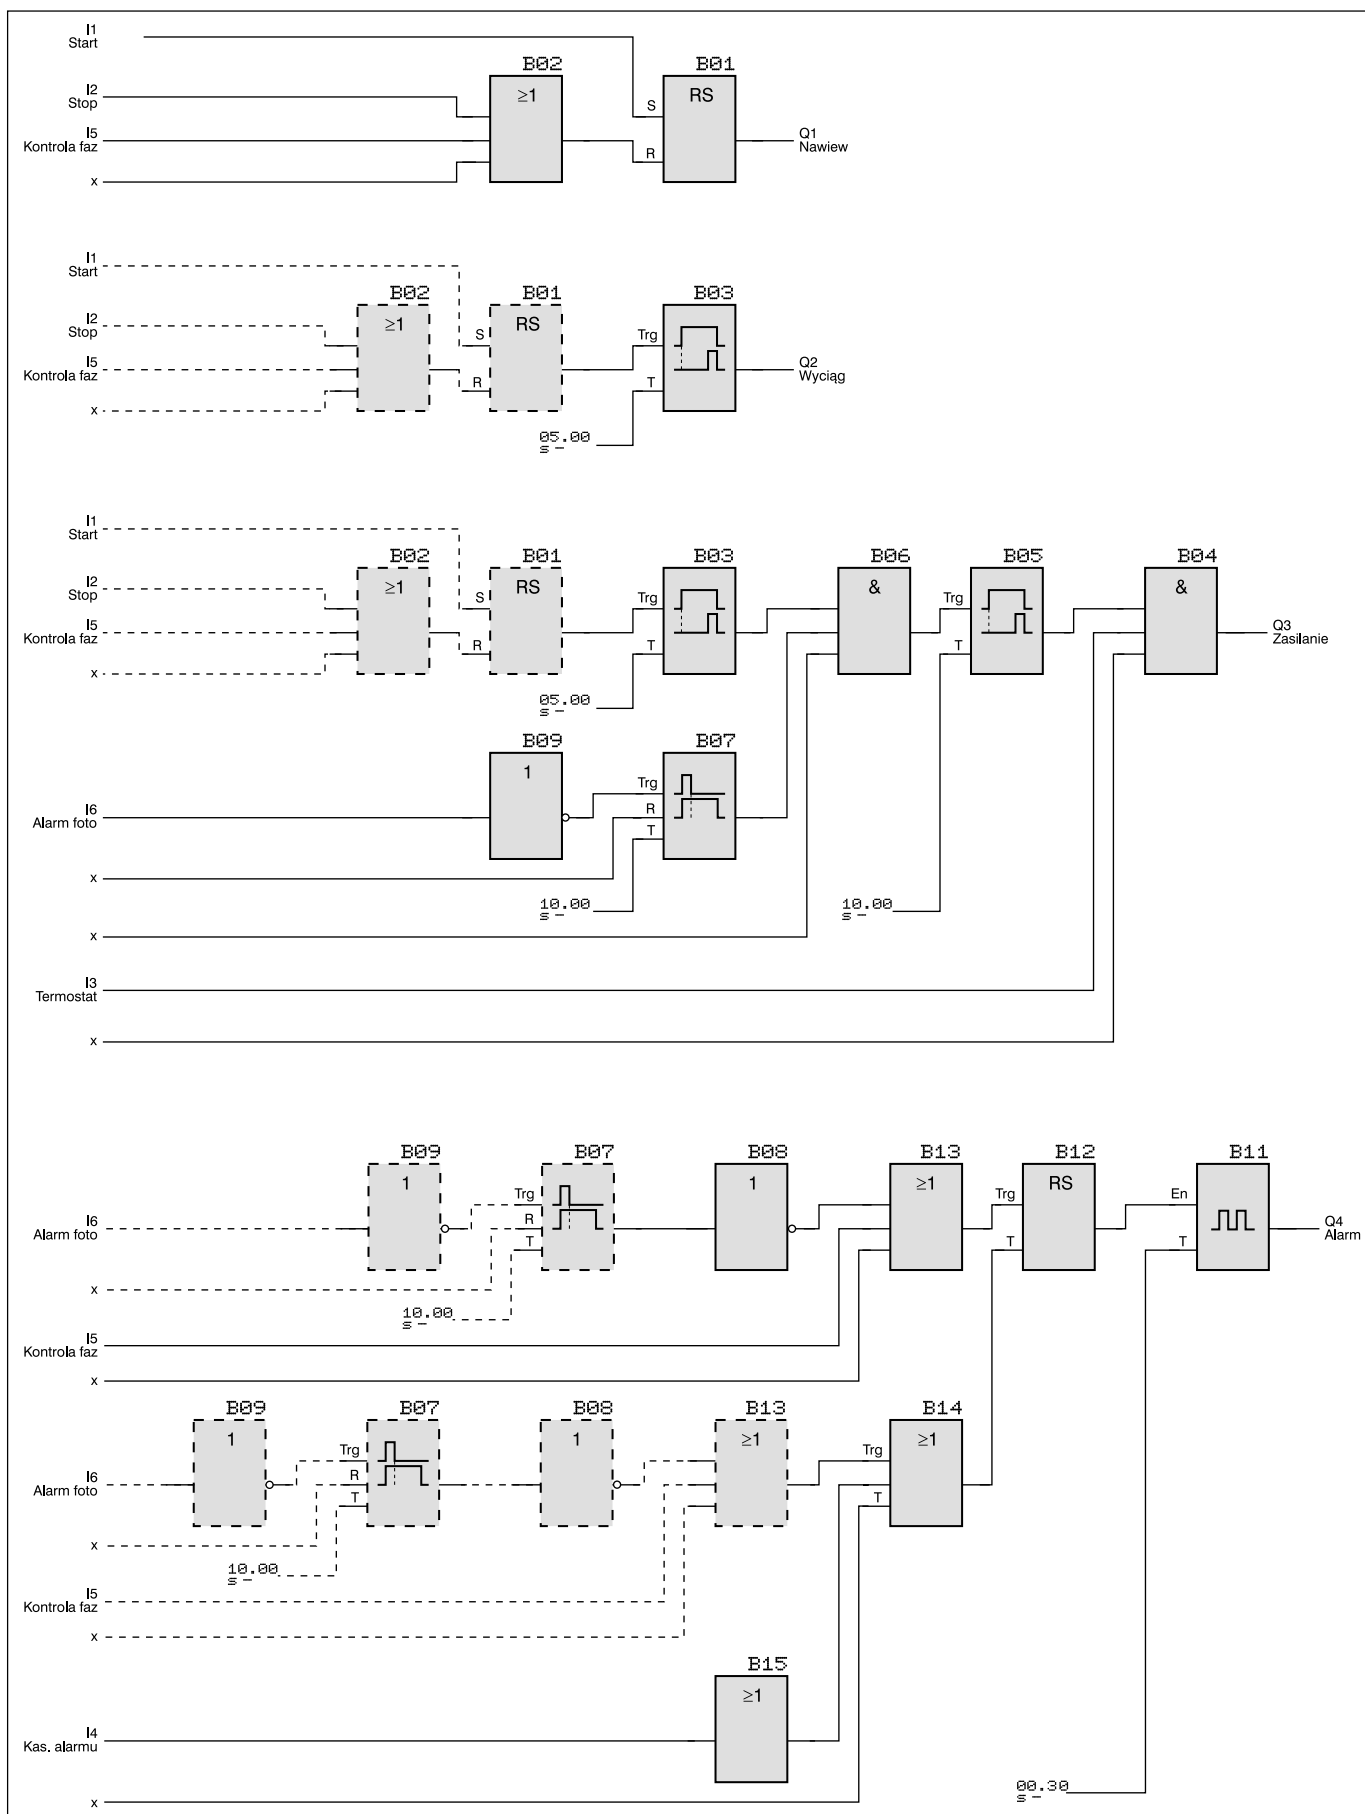 I1
Start
B02
B01
≥1
RS
I2
Stop
S
I5
Kontrola faz
R
Q1
Nawiew
x
I1
Start
B02
B01
B03
≥1
RS
I2
Stop
S
Trg
I5
Kontrola faz
R
T
Q2
Wyciąg
x
05.00
s –
I1
Start
B02
B01
B03
B06
B05
B04
≥1
RS
&
&
I2
Stop
S
Trg
Trg
I5
Kontrola faz
R
T
T
Q3
Zasilanie
x
05.00
s –
B09
B07
1
Trg
I6
Alarm foto
R
T
x
10.00
s –
10.00
s –
x
I3
Termostat
x
B09
B07
B08
B13
B12
B11
1
1
≥1
RS
Trg
Trg
En
I6
Alarm foto
R
T
T
T
Q4
Alarm
x
10.00
s –
I5
Kontrola faz
x
B09
B07
B08
B13
B14
1
1
≥1
≥1
Trg
Trg
I6
Alarm foto
R
T
T
x
10.00
s –
I5
Kontrola faz
x
B15
≥1
I4
Kas. alarmu
00.30
s –
x